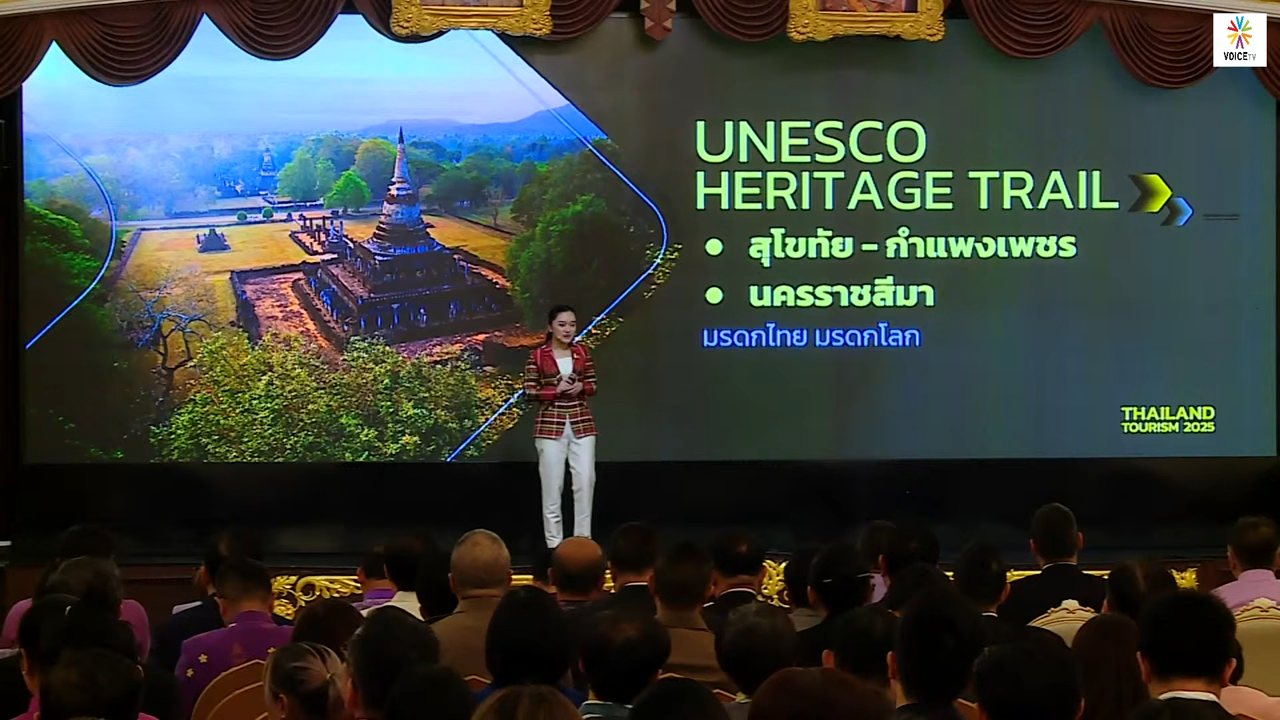 VOICE TV
UNESCO
HERITAGE TRAIL
• สุโขทัย – กำแพงเพชร
• นครราชสีมา
มรดกไทย มรดกโลก
THAILAND
TOURISM 2025